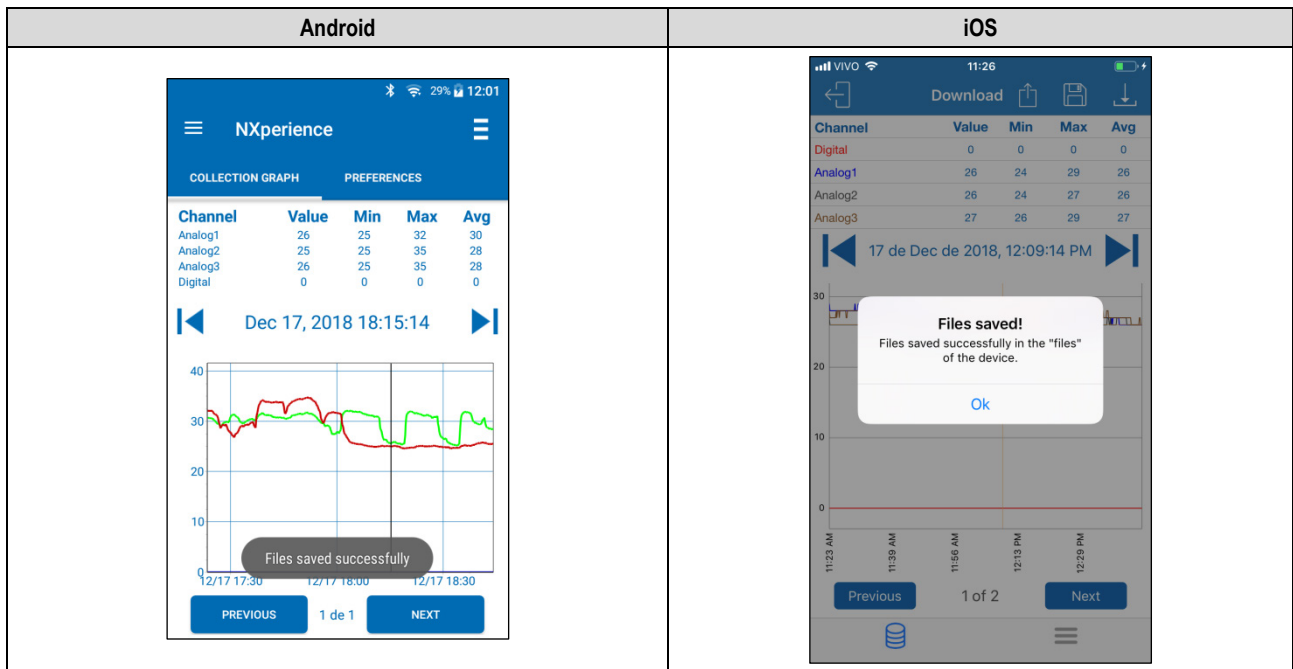 Android
iOS
29% 12:01
NXperience
COLLECTION GRAPH PREFERENCES
Channel Value Min Max Avg
Analog1 26 25 32 30
Analog2 25 25 35 28
Analog3 26 25 35 28
Digital 0 0 0 0
Dec 17, 2018 18:15:14
40
30
20
10
0
Files saved successfully
12/17 17:30 12/17 18:00 12/17 18:30
PREVIOUS 1 de 1 NEXT
VIVO 11:26
Download
Channel Value Min Max Avg
Digital 0 0 0 0
Analog1 26 24 29 26
Analog2 26 24 27 26
Analog3 27 26 29 27
17 de Dec de 2018, 12:09:14 PM
30
20
10
0
Files saved!
Files saved successfully in the "files"
of the device.
Ok
11:23 AM 11:39 AM 11:56 AM 12:13 PM 12:29 PM
Previous 1 of 2 Next